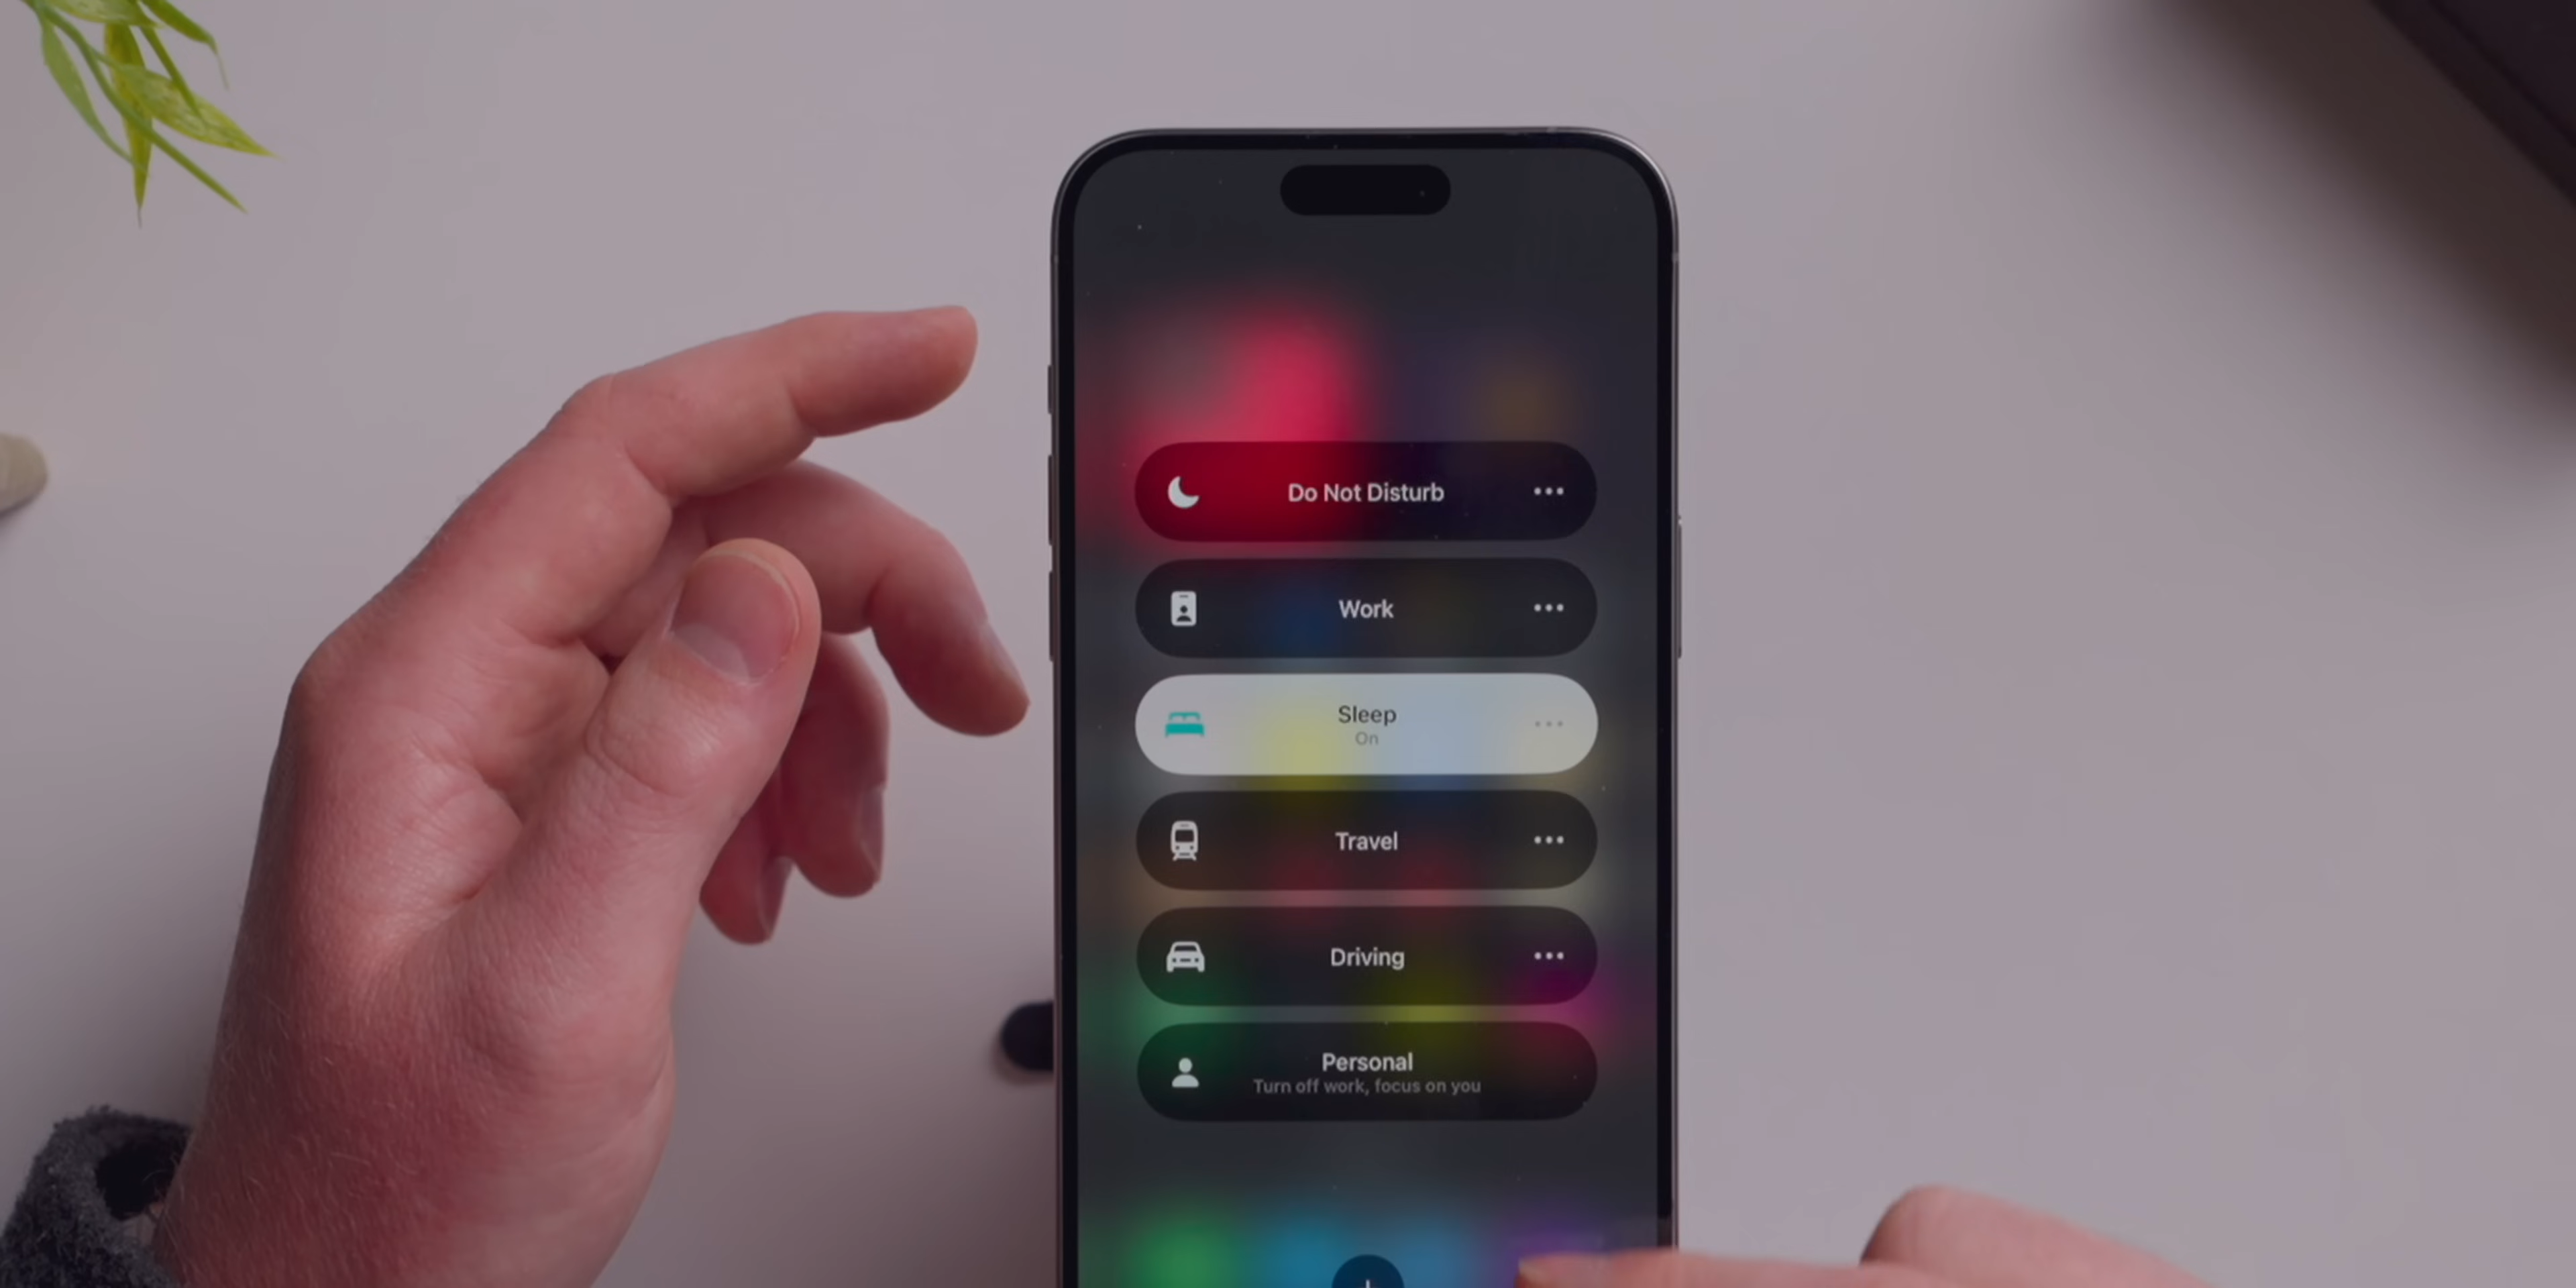 Do Not Disturb
Work
Sleep
On
Travel
Driving
Personal
Turn off work, focus on you